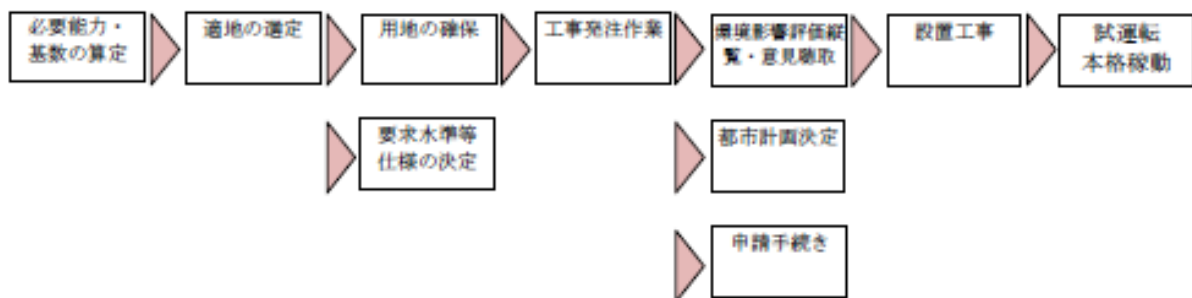 必要能力・
基数の算定
適地の選定
用地の確保
工事発注作業
環境影響評価縦
覧・意見聴取
設置工事
試運転
本格稼動
要求水準等
仕様の決定
都市計画決定
申請手続き